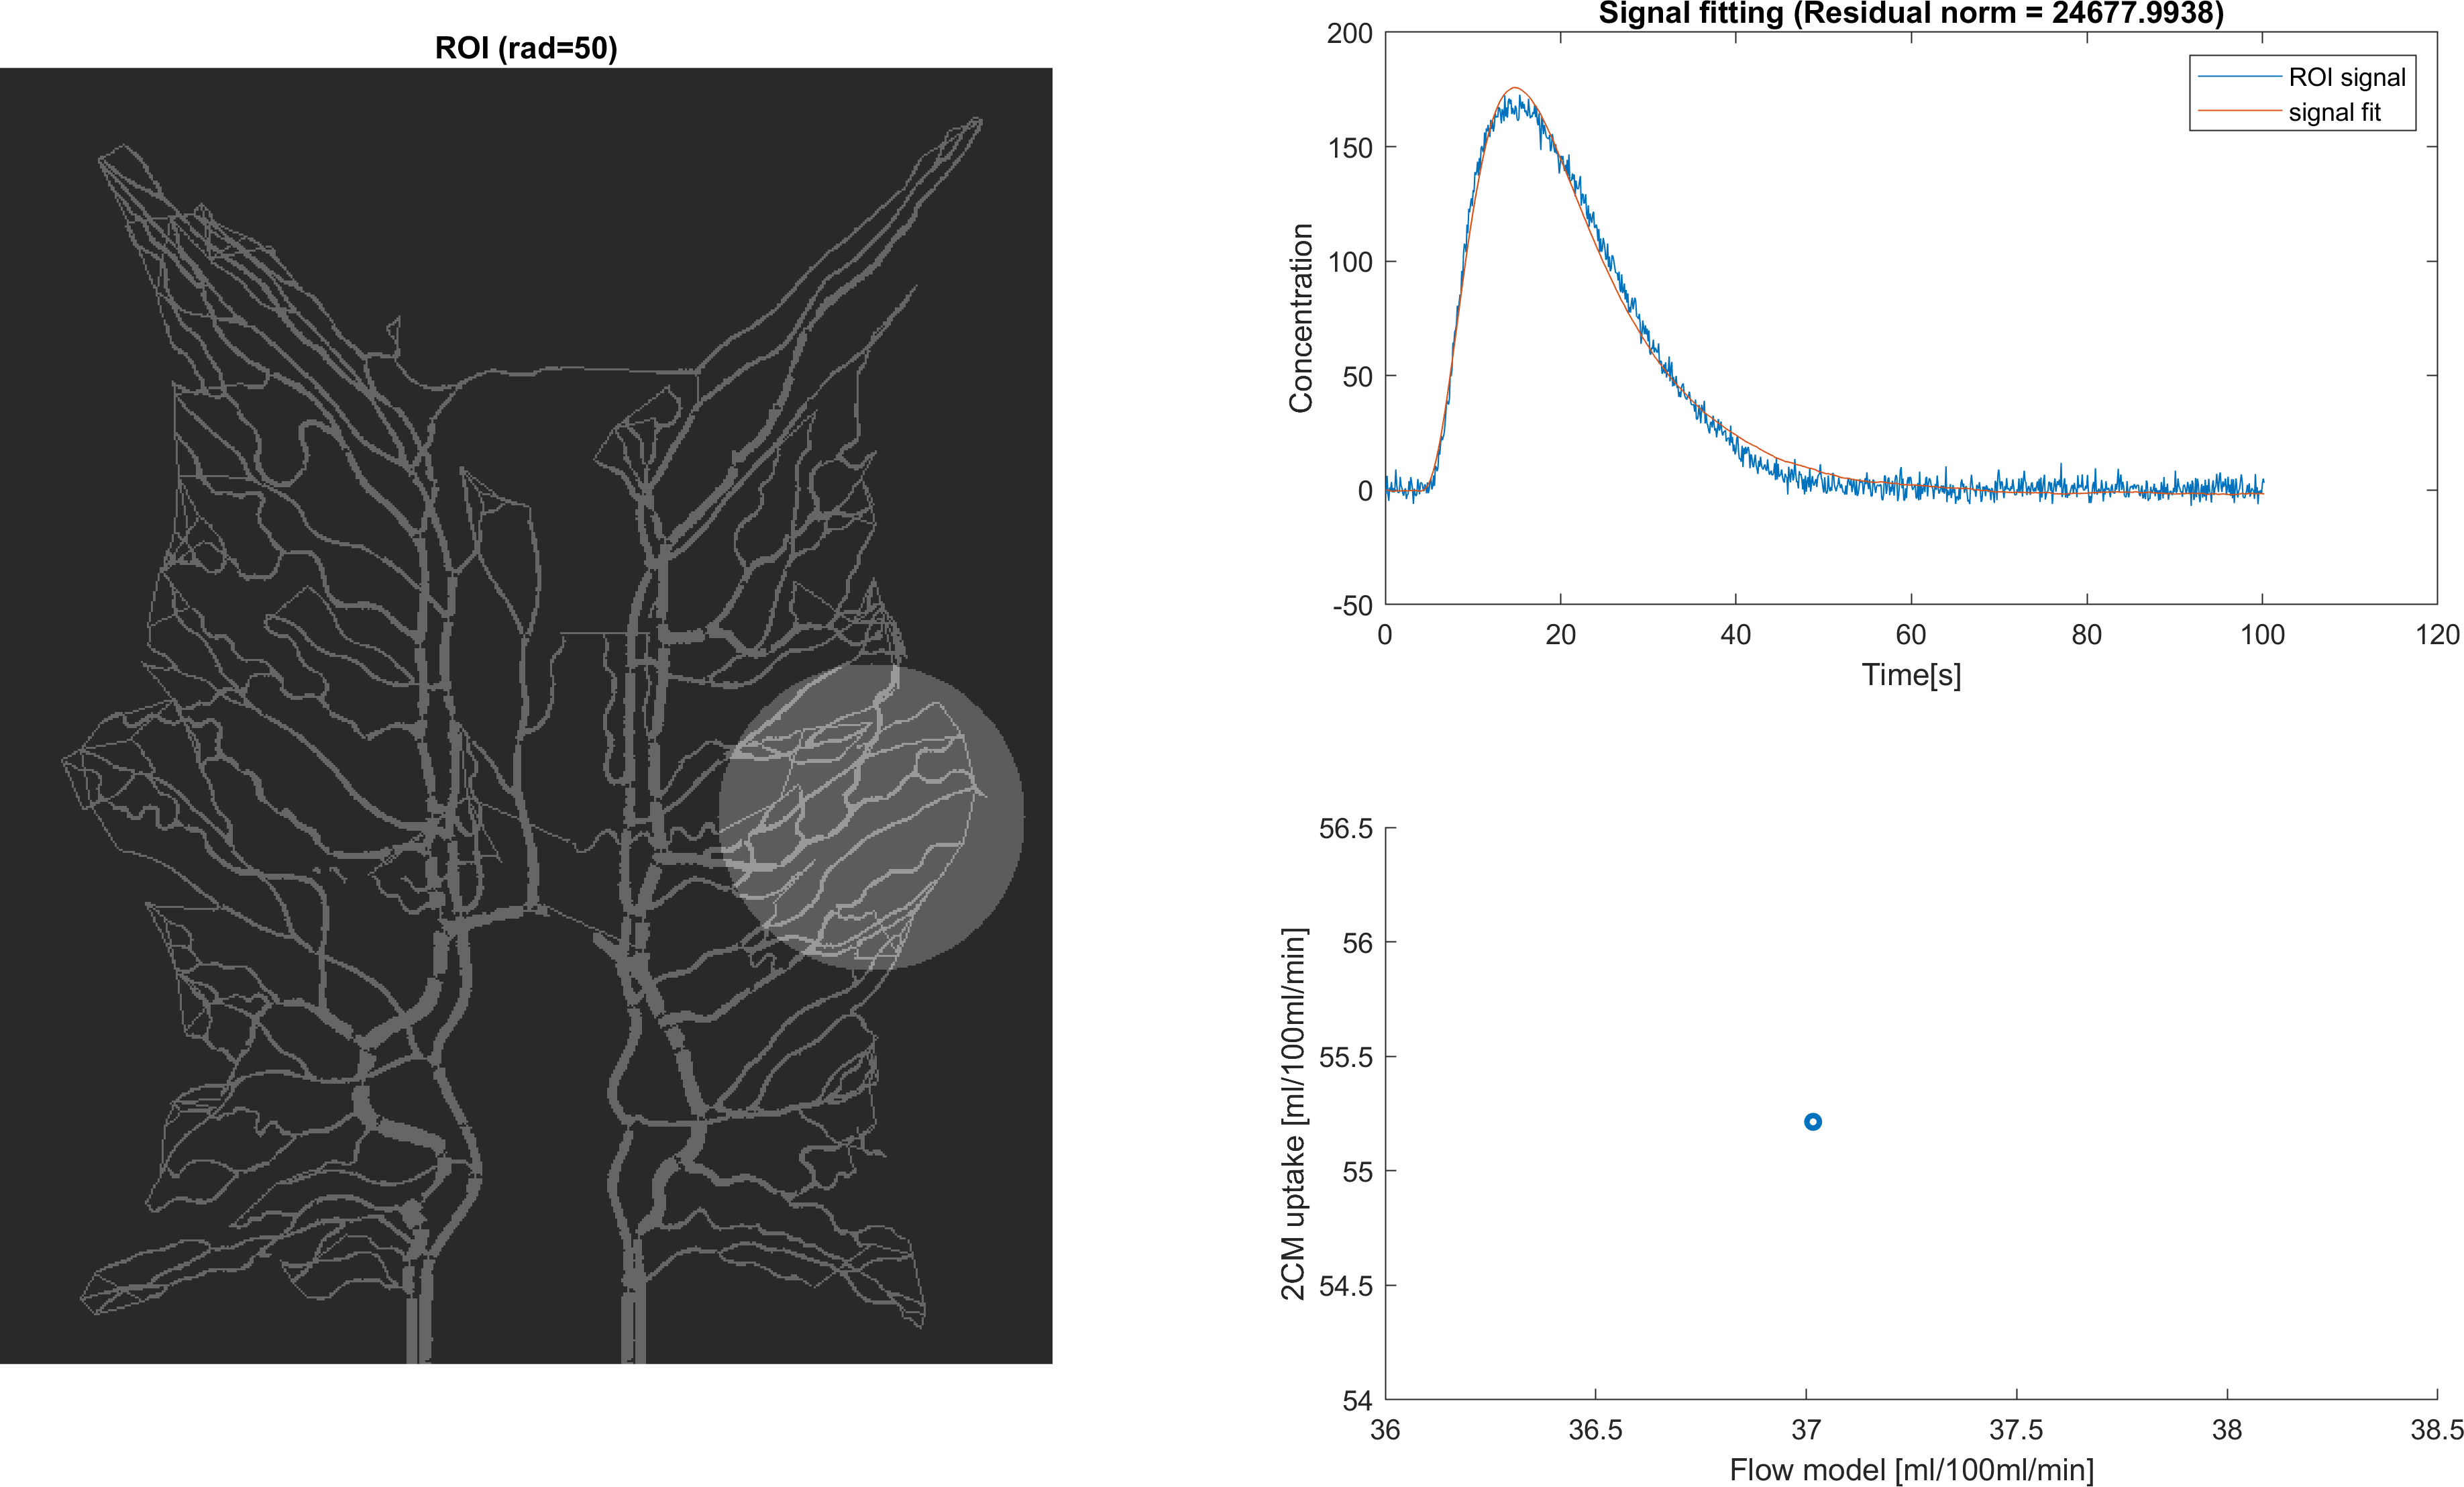 ROI (rad=50)
Signal fitting (Residual norm = 24677.9938)
200
150
100
50
0
-50
Concentration
ROI signal
signal fit
0 20 40 60 80 100 120
Time[s]
56.5
56
55.5
55
54.5
54
2CM uptake [ml/100ml/min]
36 36.5 37 37.5 38 38.5
Flow model [ml/100ml/min]